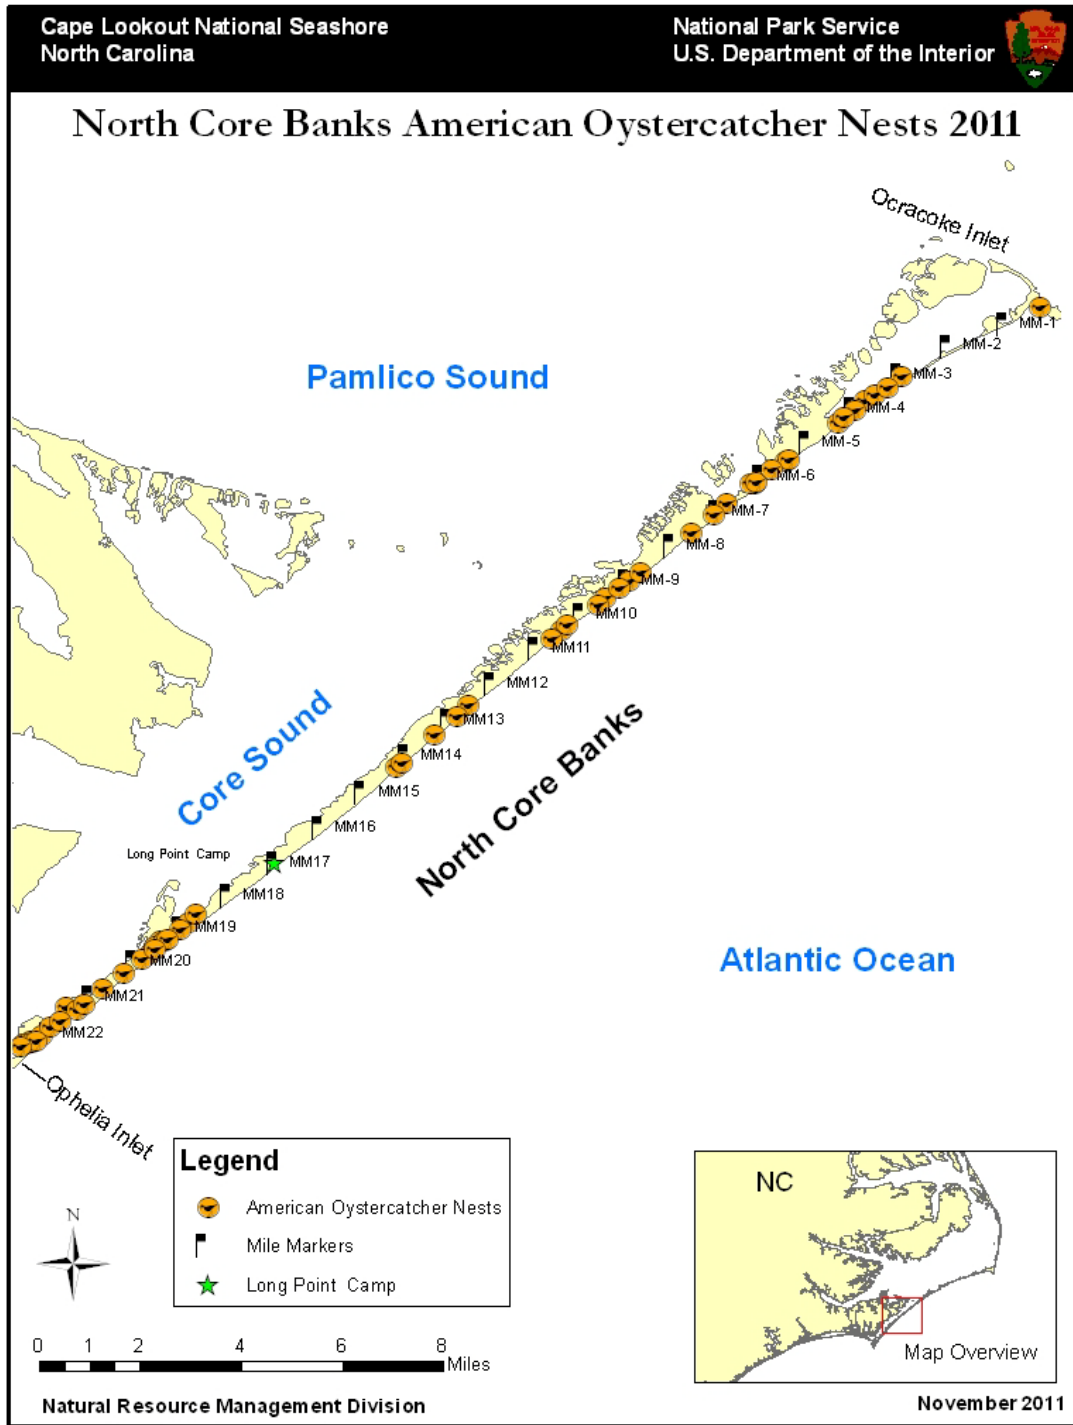 Cape Lookout National Seashore
North Carolina
National Park Service
U.S. Department of the Interior
North Core Banks American Oystercatcher Nests 2011
Ocracoke Inlet
MM-1
MM-2
MM-3
Pamlico Sound
MM-4
MM-5
MM-6
MM-7
MM-8
MM-9
MM10
MM11
MM12
MM13
Core Sound
North Core Banks
MM14
MM15
MM16
Long Point Camp
MM17
MM18
MM19
MM20
Atlantic Ocean
MM21
MM22
Ophelia Inlet
Legend
American Oystercatcher Nests
Mile Markers
Long Point Camp
N
0 1 2 4 6 8
Miles
NC
Map Overview
Natural Resource Management Division
November 2011